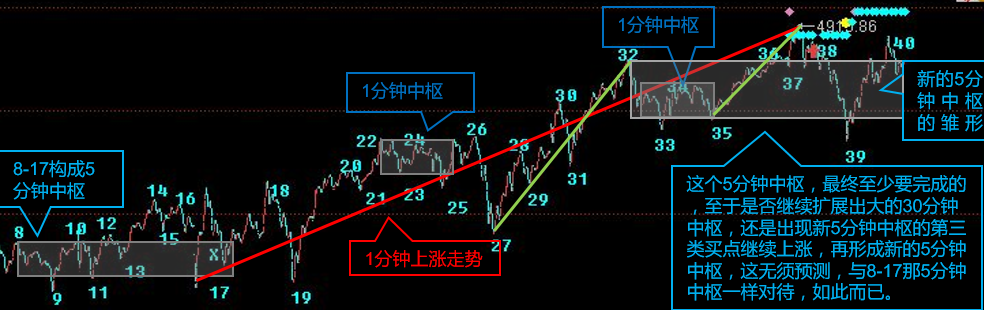 1分钟中枢
4915.86
32
36
38
40
1分钟中枢
30
34
37
新的5分
钟中枢
的雏形
22
24
26
28
33
35
39
8-17构成5
分钟中枢
14
16
18
20
21
23
25
31
29
这个5分钟中枢，最终至少要完成的
，至于是否继续扩展出大的30分钟
中枢，还是出现新5分钟中枢的第三
类买点继续上涨，再形成新的5分钟
中枢，这无须预测，与8-17那5分钟
中枢一样对待，如此而已。
8
10
12
15
X
13
27
1分钟上涨走势
9
11
17
19